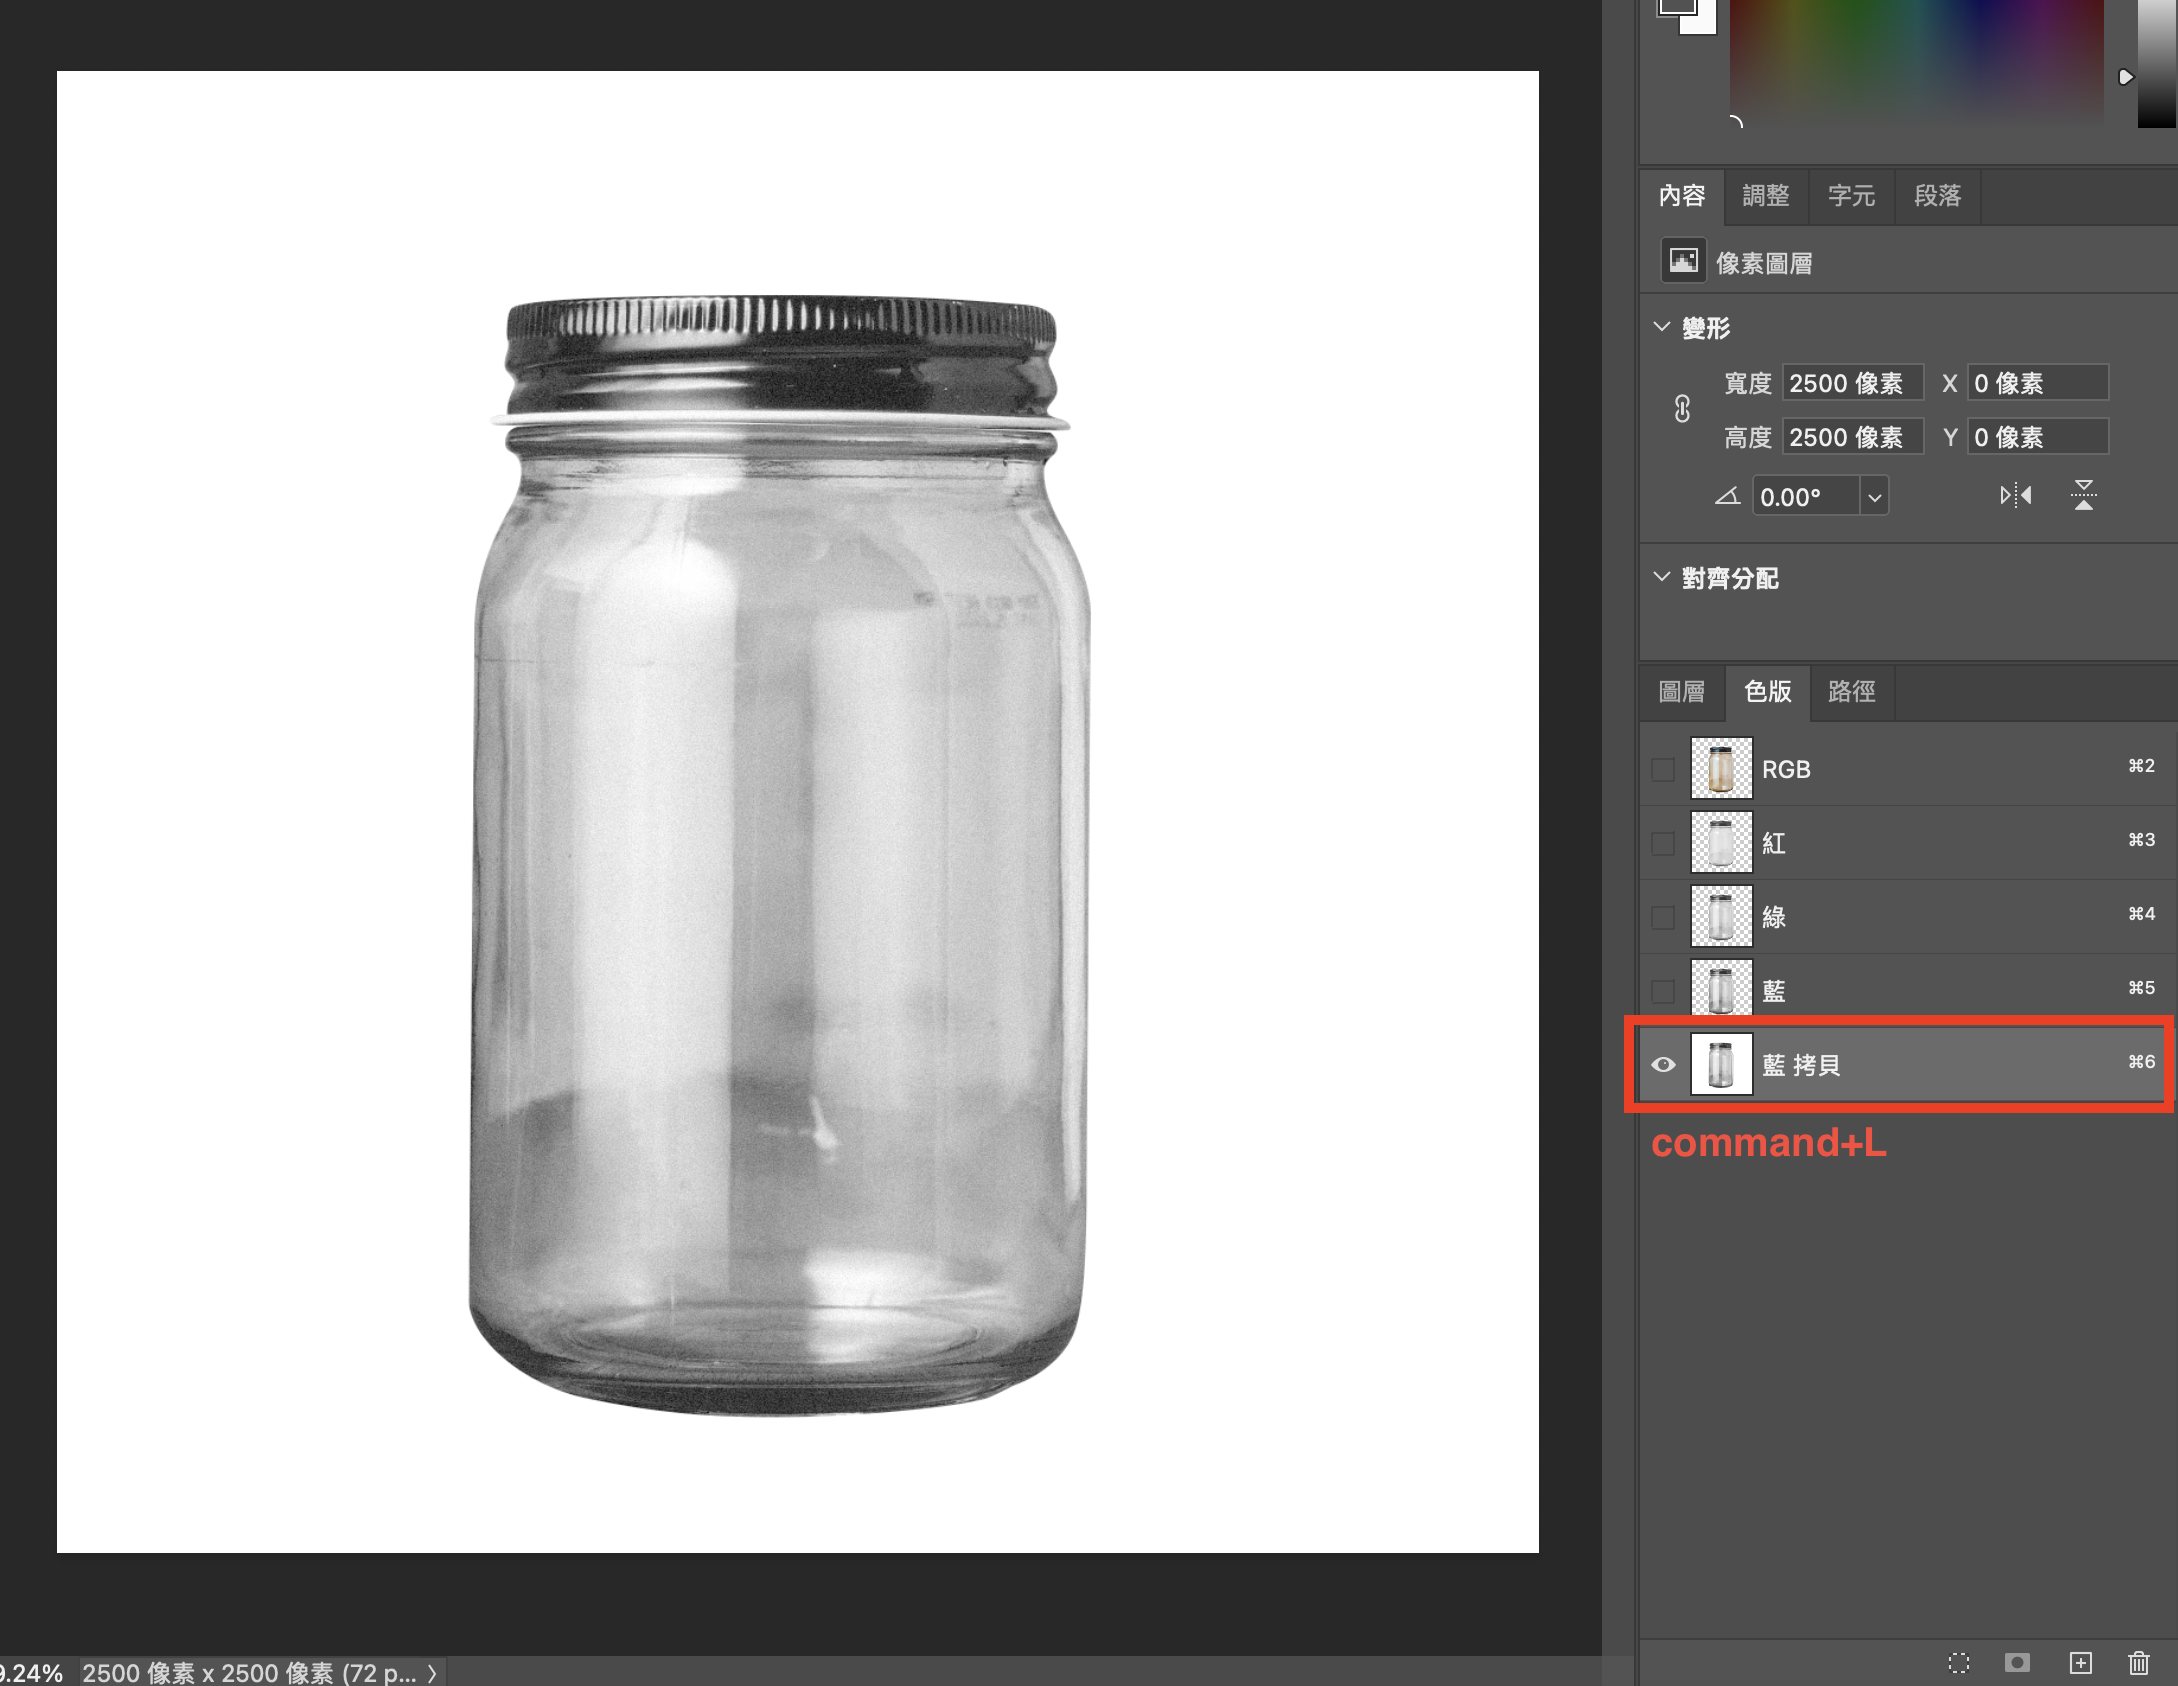 內容 調整 字元 段落
像素圖層
變形
寬度 2500 像素 X 0 像素
高度 2500 像素 Y 0 像素
0.00°
對齊分配
圖層 色版 路徑
RGB ⌘2
紅 ⌘3
綠 ⌘4
藍 ⌘5
藍 拷貝 ⌘6
command+L
9.24% 2500 像素 x 2500 像素 (72 p...